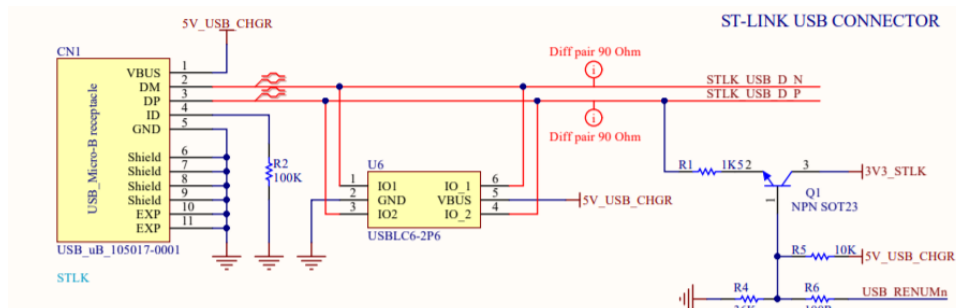 ST-LINK USB CONNECTOR
5V_USB_CHGR
CN1
USB_Micro-B receptacle
VBUS 1
DM 2
DP 3
ID 4
GND 5
Shield 6
Shield 7
Shield 8
Shield 9
EXP 10
EXP 11
USB_uB_105017-0001
STLK
R2
100K
Diff pair 90 Ohm
i
STLK_USB_D_N
STLK_USB_D_P
i
Diff pair 90 Ohm
U6
1 IO1 IO_1 6
2 GND VBUS 5
3 IO2 IO_2 4
USBLC6-2P6
5V_USB_CHGR
R1 1K5 2 3 3V3_STLK
1
Q1
NPN SOT23
R5 10K 5V_USB_CHGR
R4 R6 USB_RENUMn